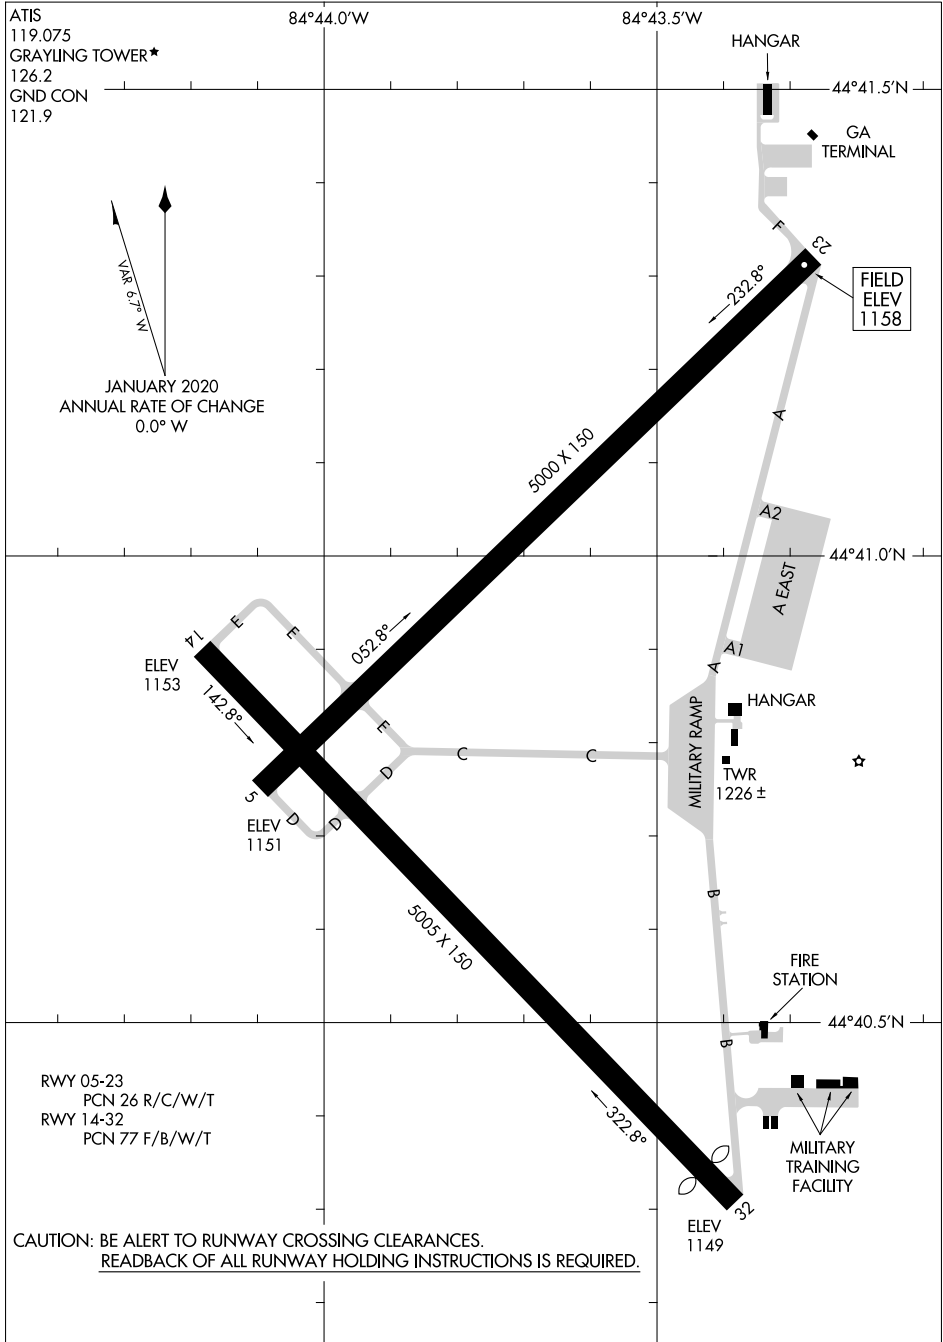 ATIS
119.075
GRAYLING TOWER★
126.2
GND CON
121.9
84°44.0'W
84°43.5'W
HANGAR
44°41.5'N
GA
TERMINAL
F
23
FIELD
ELEV
1158
232.8°
VAR 6.7° W
JANUARY 2020
ANNUAL RATE OF CHANGE
0.0° W
A
5000 X 150
A2
44°41.0'N
A EAST
A1
A
E
E
14
052.8°
ELEV
1153
142.8°
E
HANGAR
MILITARY RAMP
C
C
TWR
1226 ±
D
5
D
D
ELEV
1151
B
5005 X 150
FIRE
STATION
44°40.5'N
B
RWY 05-23
PCN 26 R/C/W/T
RWY 14-32
PCN 77 F/B/W/T
322.8°
MILITARY
TRAINING
FACILITY
32
ELEV
1149
CAUTION: BE ALERT TO RUNWAY CROSSING CLEARANCES.
READBACK OF ALL RUNWAY HOLDING INSTRUCTIONS IS REQUIRED.